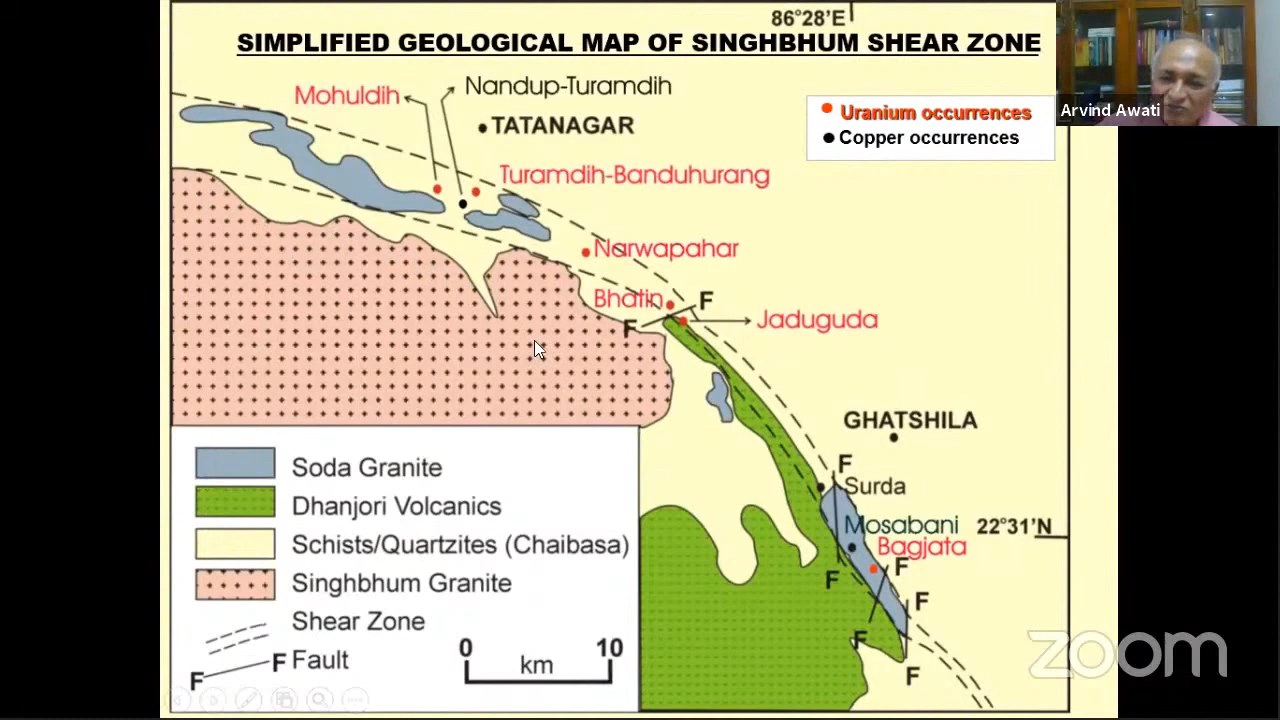 86°28'E
SIMPLIFIED GEOLOGICAL MAP OF SINGHBHUM SHEAR ZONE
Arvind Awati
Mohuldih
Nandup-Turamdih
TATANAGAR
Uranium occurrences
Copper occurrences
Turamdih-Banduhurang
Narwapahar
Bhatin
F
F
Jaduguda
GHATSHILA
F
Surda
Mosabani
22°31'N
Bagjata
F
F
F
F
F
Soda Granite
Dhanjori Volcanics
Schists/Quartzites (Chaibasa)
Singhbhum Granite
Shear Zone
F F Fault
0 10
km
zoom